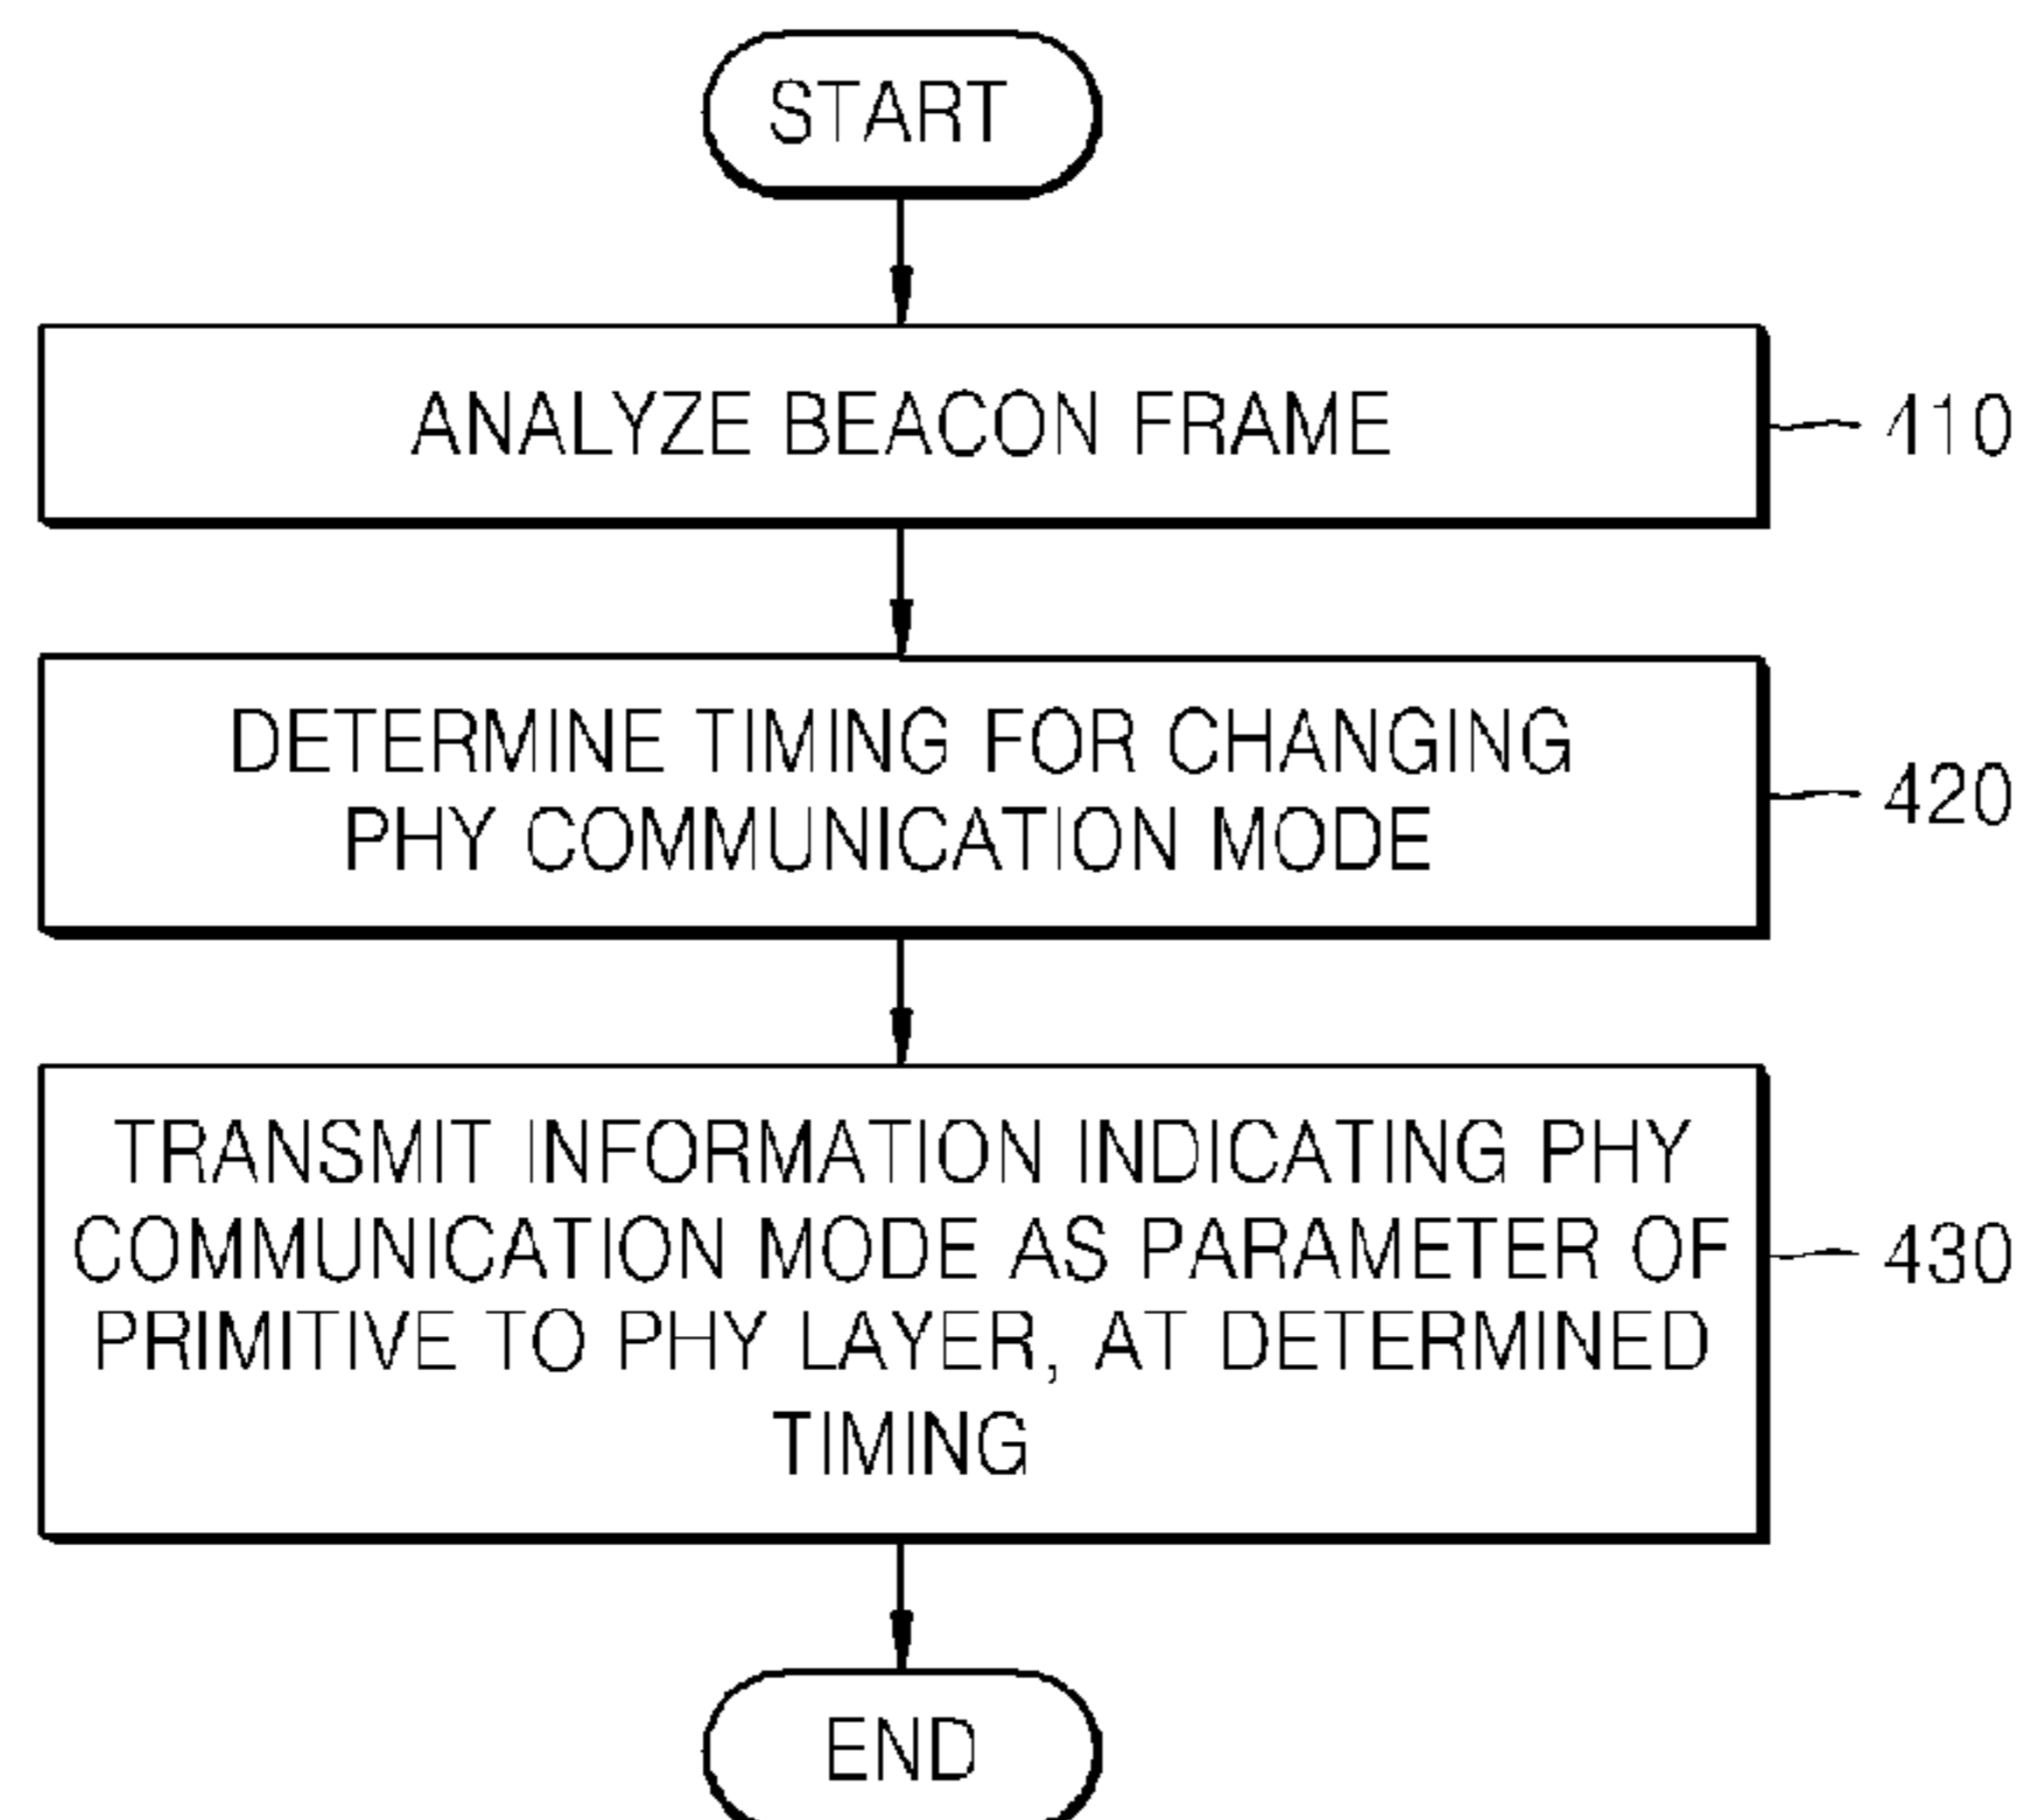 START
ANALYZE BEACON FRAME
410
DETERMINE TIMING FOR CHANGING
PHY COMMUNICATION MODE
420
TRANSMIT INFORMATION INDICATING PHY
COMMUNICATION MODE AS PARAMETER OF
PRIMITIVE TO PHY LAYER, AT DETERMINED
TIMING
430
END